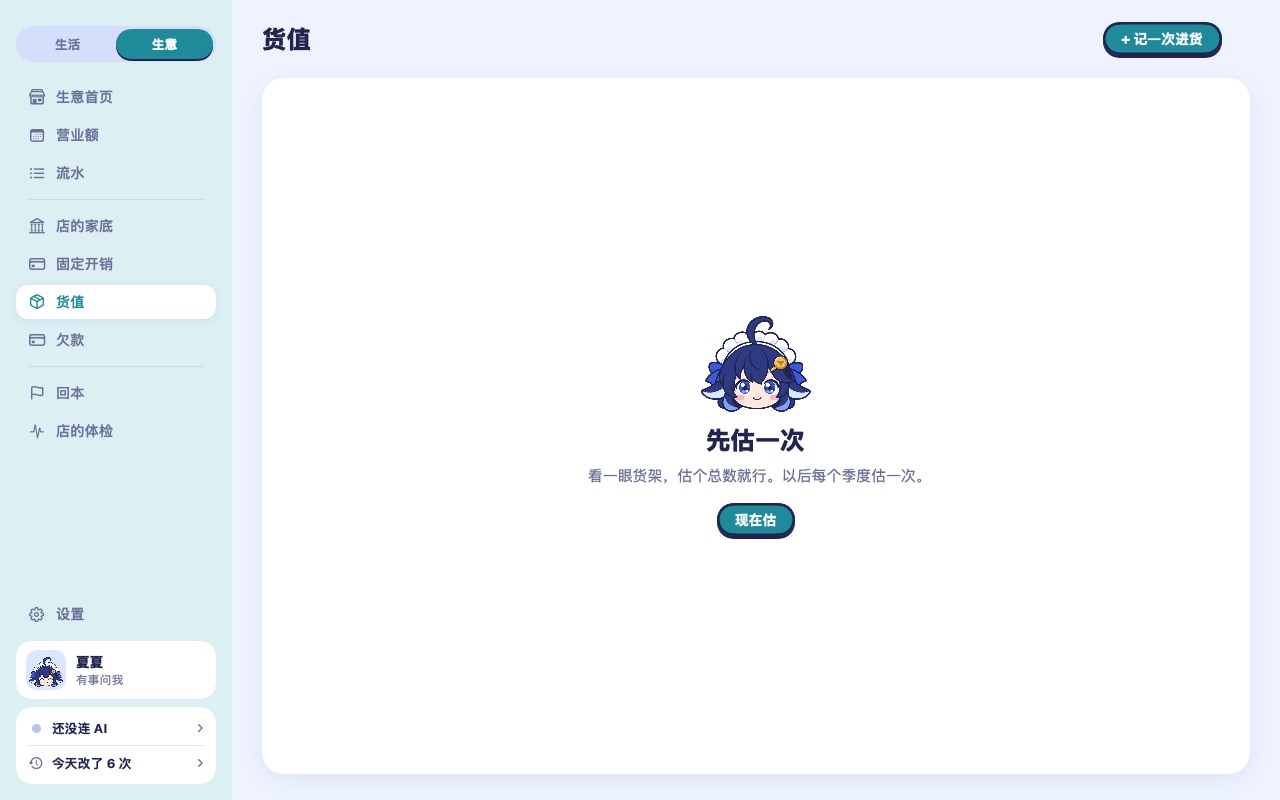 生活
生意
生意首页
营业额
流水
店的家底
固定开销
货值
欠款
回本
店的体检
设置
夏夏
有事问我
还没连 AI
今天改了 6 次
货值
+ 记一次进货
先估一次
看一眼货架，估个总数就行。以后每个季度估一次。
现在估